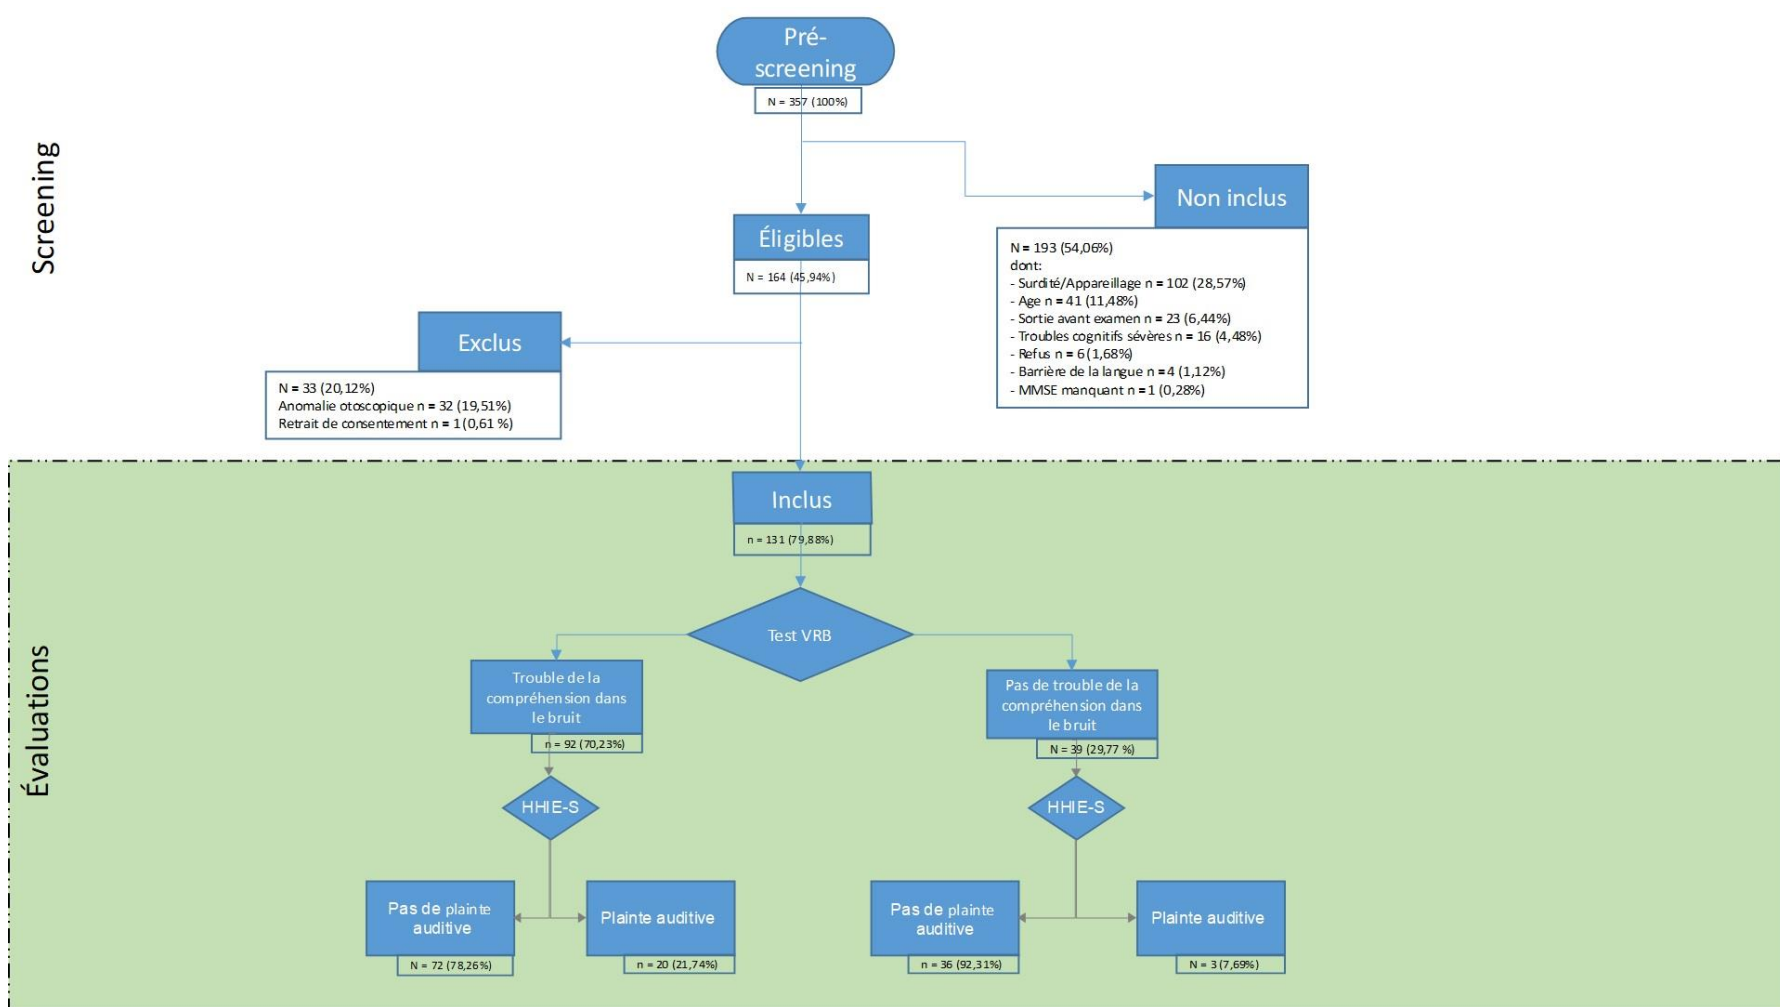 Screening
Pré-
screening
N = 357 (100%)
Non inclus
N = 193 (54,06%)
dont:
- Surdité/Appareillage n = 102 (28,57%)
- Age n = 41 (11,48%)
- Sortie avant examen n = 23 (6,44%)
- Troubles cognitifs sévères n = 16 (4,48%)
- Refus n = 6 (1,68%)
- Barrière de la langue n = 4 (1,12%)
- MMSE manquant n = 1 (0,28%)
Éligibles
N = 164 (45,94%)
Exclus
N = 33 (20,12%)
Anomalie otoscopique n = 32 (19,51%)
Retrait de consentement n = 1 (0,61 %)
Évaluations
Inclus
n = 131 (79,88%)
Test VRB
Trouble de la
compréhension dans
le bruit
n = 92 (70,23%)
Pas de trouble de la
compréhension dans
le bruit
N = 39 (29,77 %)
HHIE-S
HHIE-S
Pas de plainte
auditive
N = 72 (78,26%)
Plainte auditive
n = 20 (21,74%)
Pas de plainte
auditive
n = 36 (92,31%)
Plainte auditive
N = 3 (7,69%)